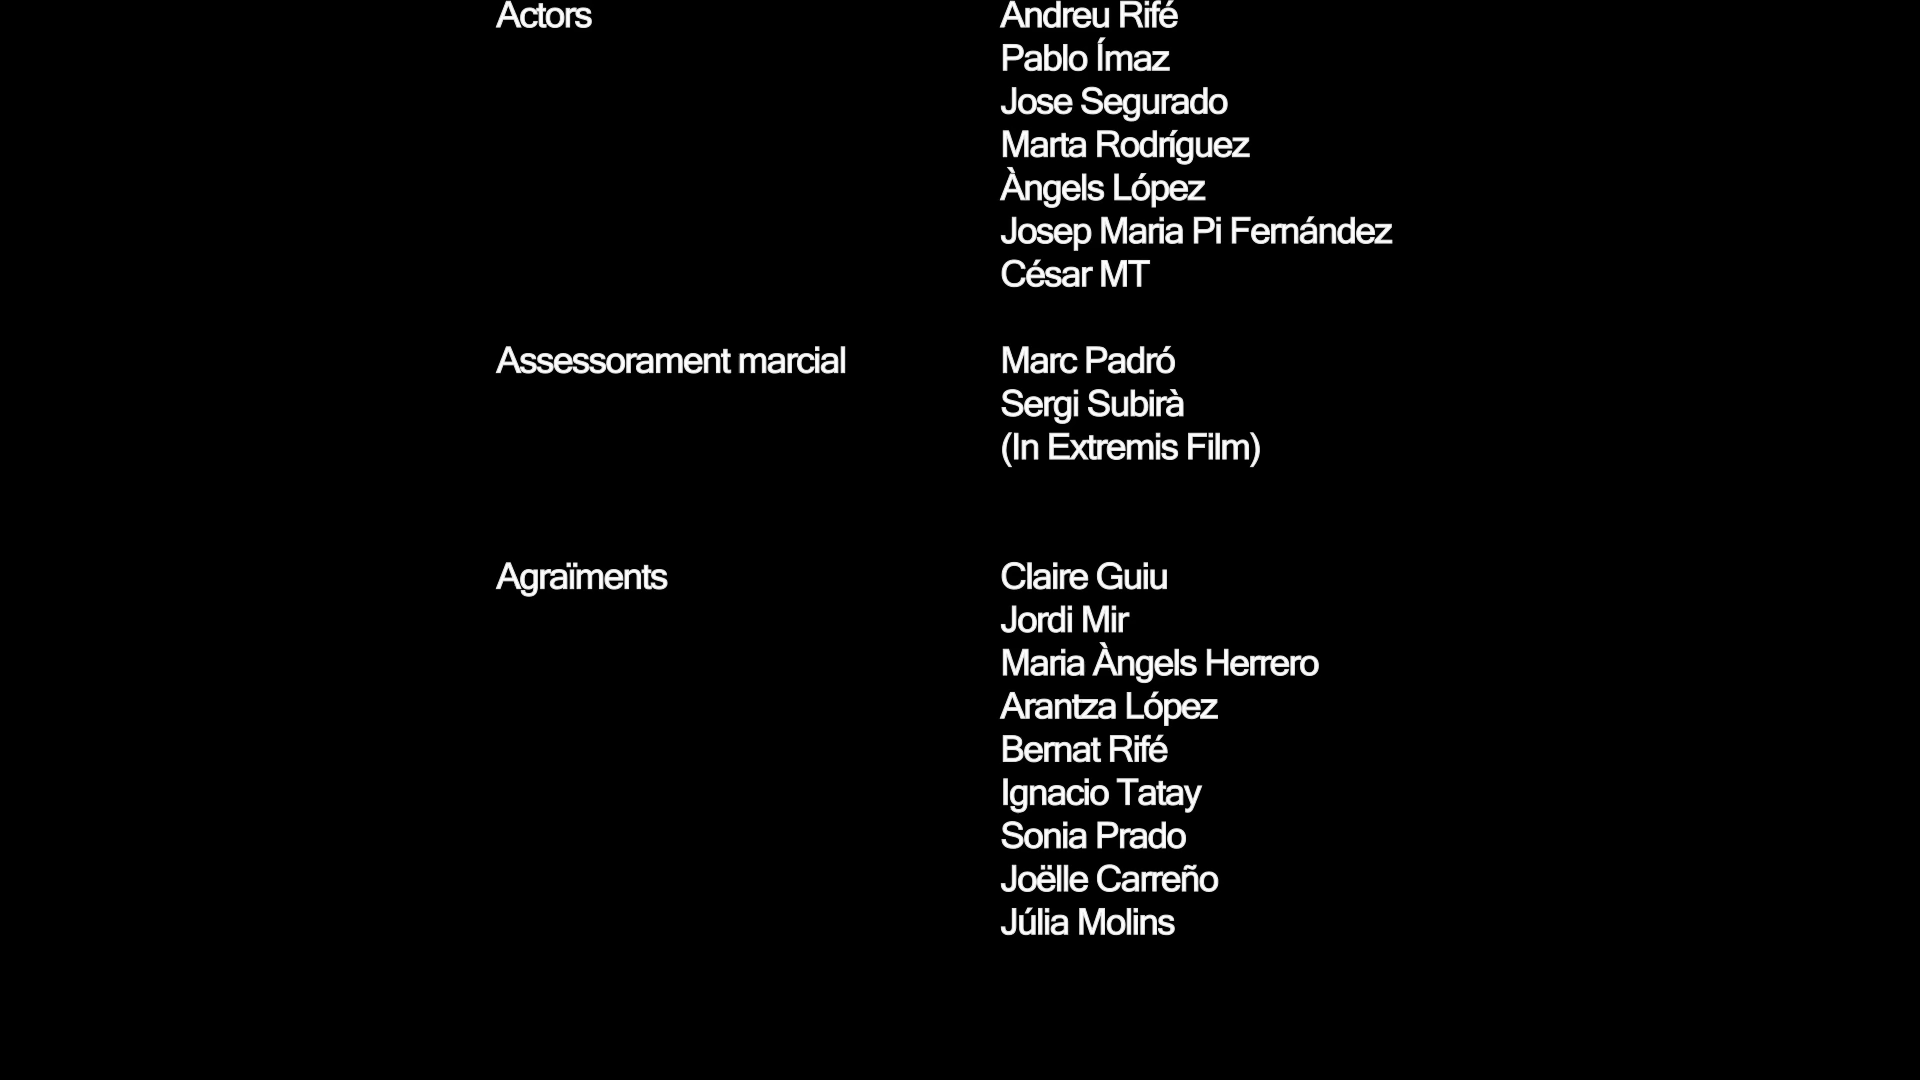 Actors Andreu Rifé
Pablo Ímaz
Jose Segurado
Marta Rodríguez
Àngels López
Josep Maria Pi Fernández
César MT
Assessorament marcial Marc Padró
Sergi Subirà
(In Extremis Film)
Agraïments Claire Guiu
Jordi Mir
Maria Àngels Herrero
Arantza López
Bernat Rifé
Ignacio Tatay
Sonia Prado
Joëlle Carreño
Júlia Molins